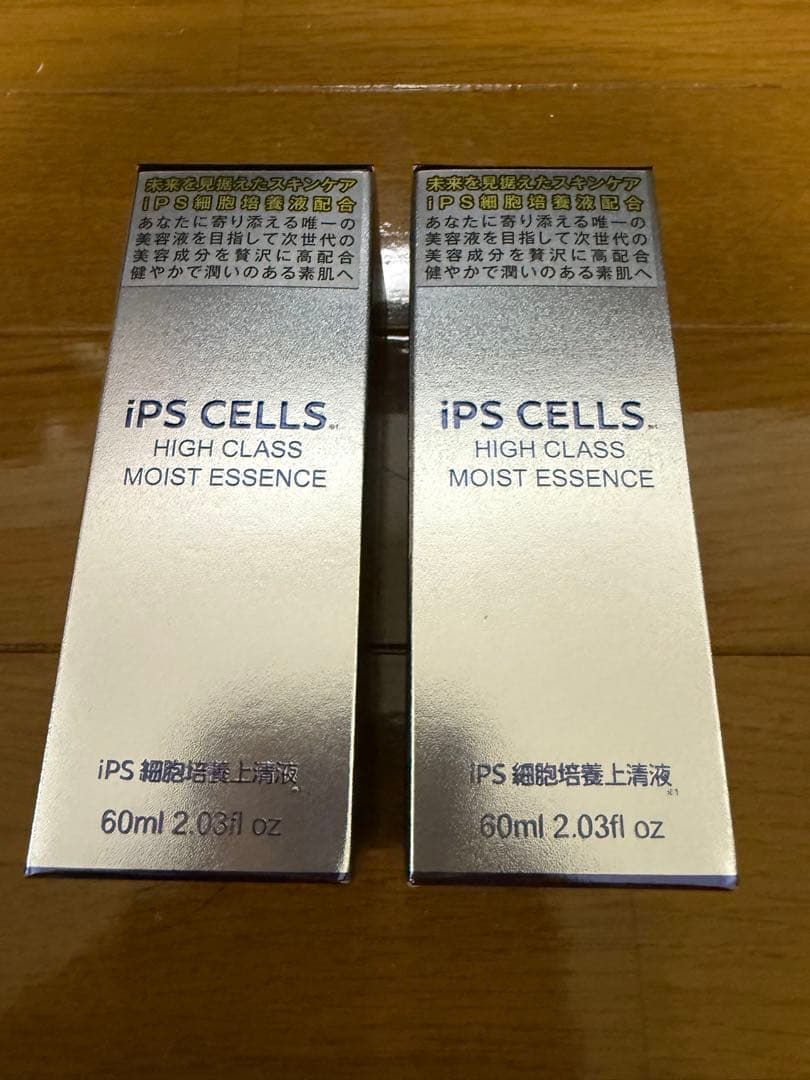 未来を見据えたスキンケア
iPS細胞培養液配合
あなたに寄り添える唯一の
美容液を目指して次世代の
美容成分を贅沢に高配合
健やかで潤いのある素肌へ
iPS CELLS
HIGH CLASS
MOIST ESSENCE
iPS 細胞培養上清液
60ml 2.03fl oz
未来を見据えたスキンケア
iPS細胞培養液配合
あなたに寄り添える唯一の
美容液を目指して次世代の
美容成分を贅沢に高配合
健やかで潤いのある素肌へ
iPS CELLS
HIGH CLASS
MOIST ESSENCE
iPS 細胞培養上清液
60ml 2.03fl oz